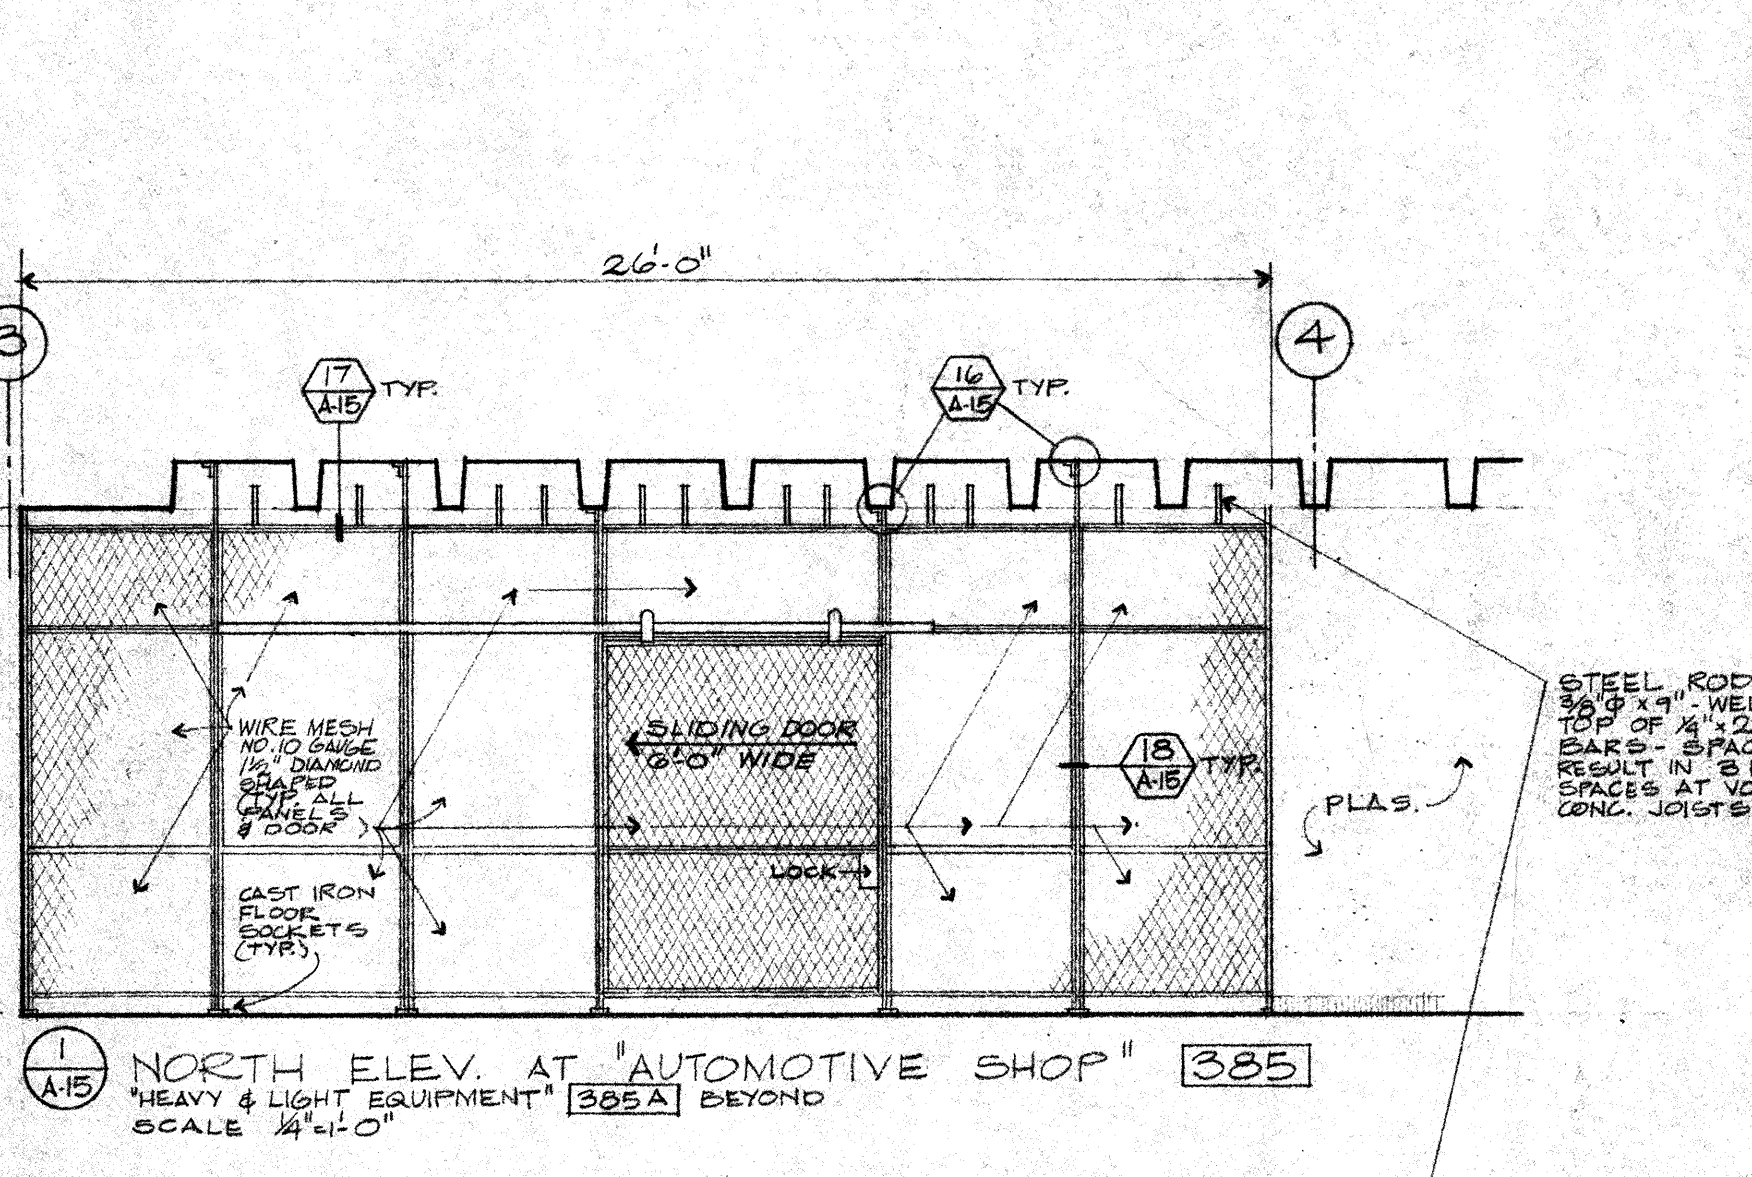 26'-0"
3
4
17
A-15
TYP.
16
A-15
TYP.
WIRE MESH
NO. 10 GAUGE
1½" DIAMOND
SHAPED
(TYP. ALL
PANELS
& DOOR)
CAST IRON
FLOOR
SOCKETS
(TYP.)
SLIDING DOOR
6'-0" WIDE
LOCK
18
A-15
TYP.
PLAS.
STEEL ROD
3/8"ϕ x 9" - WEL
TOP OF ¼" x 2
BARS - SPAC
RESULT IN 3
SPACES AT VO
CONC. JOISTS
1
A-15
NORTH ELEV. AT "AUTOMOTIVE SHOP" 385
"HEAVY & LIGHT EQUIPMENT" 385A BEYOND
SCALE ¼"=1'-0"